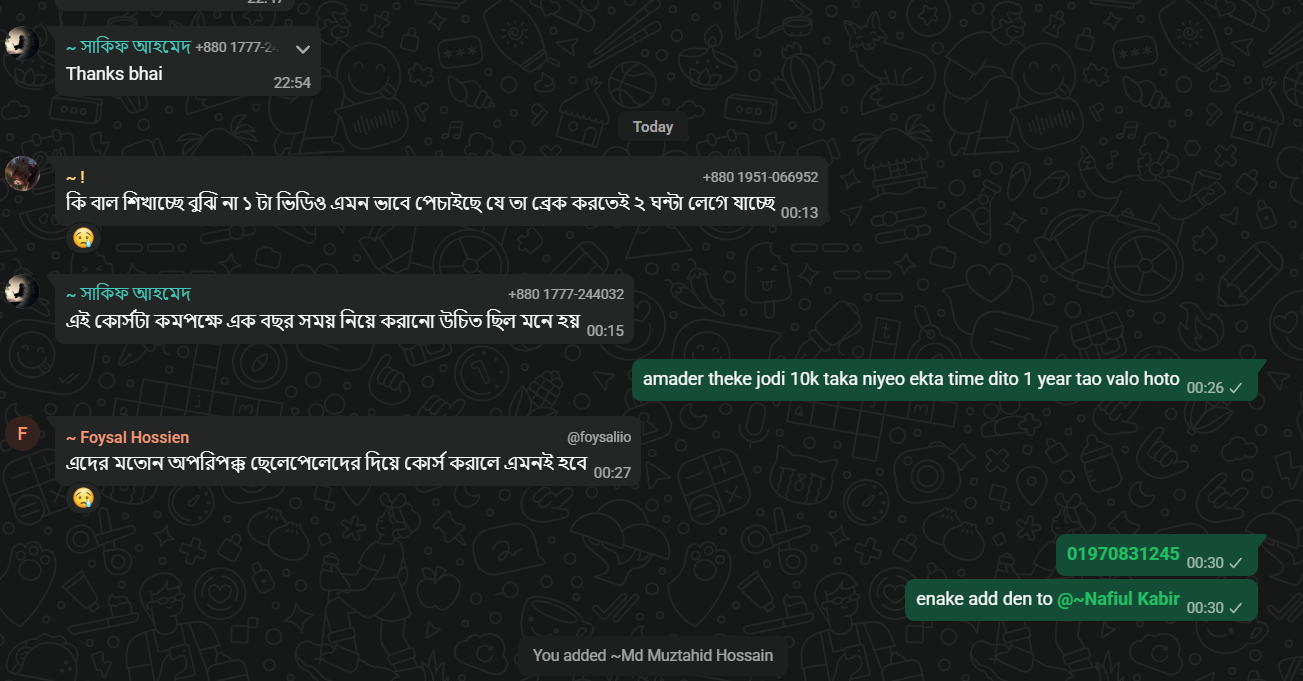 ~ সাকিফ আহমেদ +880 1777-2
Thanks bhai
22:54
Today
~ ! +880 1951-066952
কি বাল শিখাচ্ছে বুঝি না ১ টা ভিডিও এমন ভাবে পেচাইছে যে তা ব্রেক করতেই ২ ঘন্টা লেগে যাচ্ছে 00:13
~ সাকিফ আহমেদ +880 1777-244032
এই কোর্সটা কমপক্ষে এক বছর সময় নিয়ে করানো উচিত ছিল মনে হয় 00:15
amader theke jodi 10k taka niyeo ekta time dito 1 year tao valo hoto 00:26
F
~ Foysal Hossien @foysaliio
এদের মতোন অপরিপক্ক ছেলেপেলেদের দিয়ে কোর্স করালে এমনই হবে 00:27
01970831245 00:30
enake add den to @~Nafiul Kabir 00:30
You added ~Md Muztahid Hossain